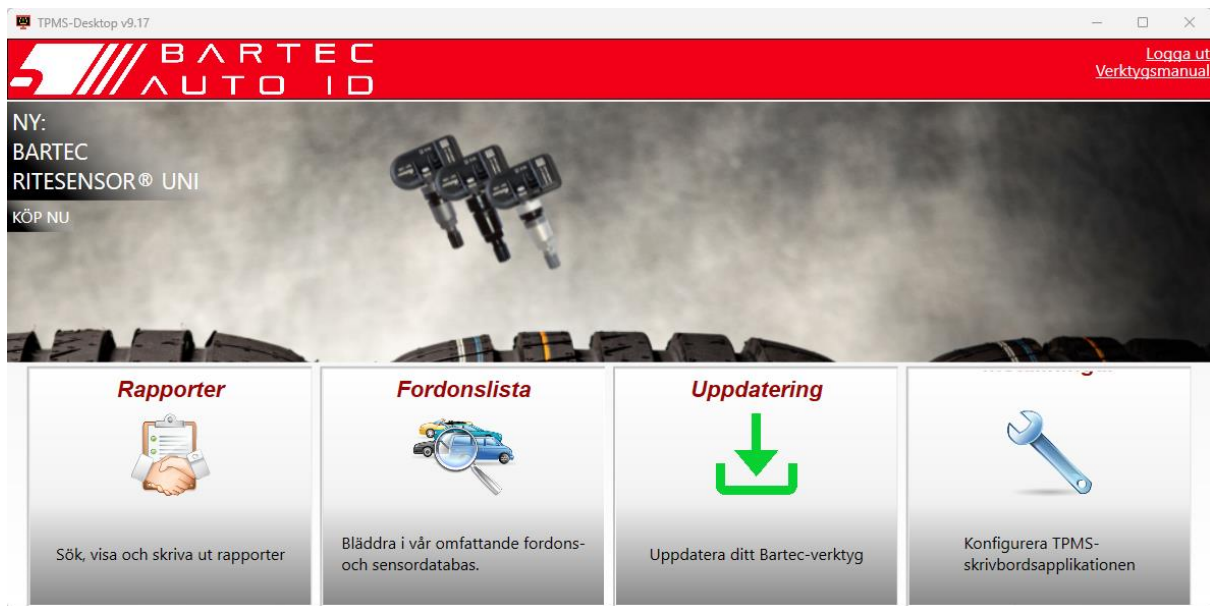 TPMS-Desktop v9.17
BARTEC
AUTO ID
Logga ut
Verktygsmanual
NY:
BARTEC
RITESENSOR® UNI
KÖP NU
Rapporter
Sök, visa och skriva ut rapporter
Fordonslista
Bläddra i vår omfattande fordons-
och sensordatabas.
Uppdatering
Uppdatera ditt Bartec-verktyg
Konfigurera TPMS-
skrivbordsapplikationen